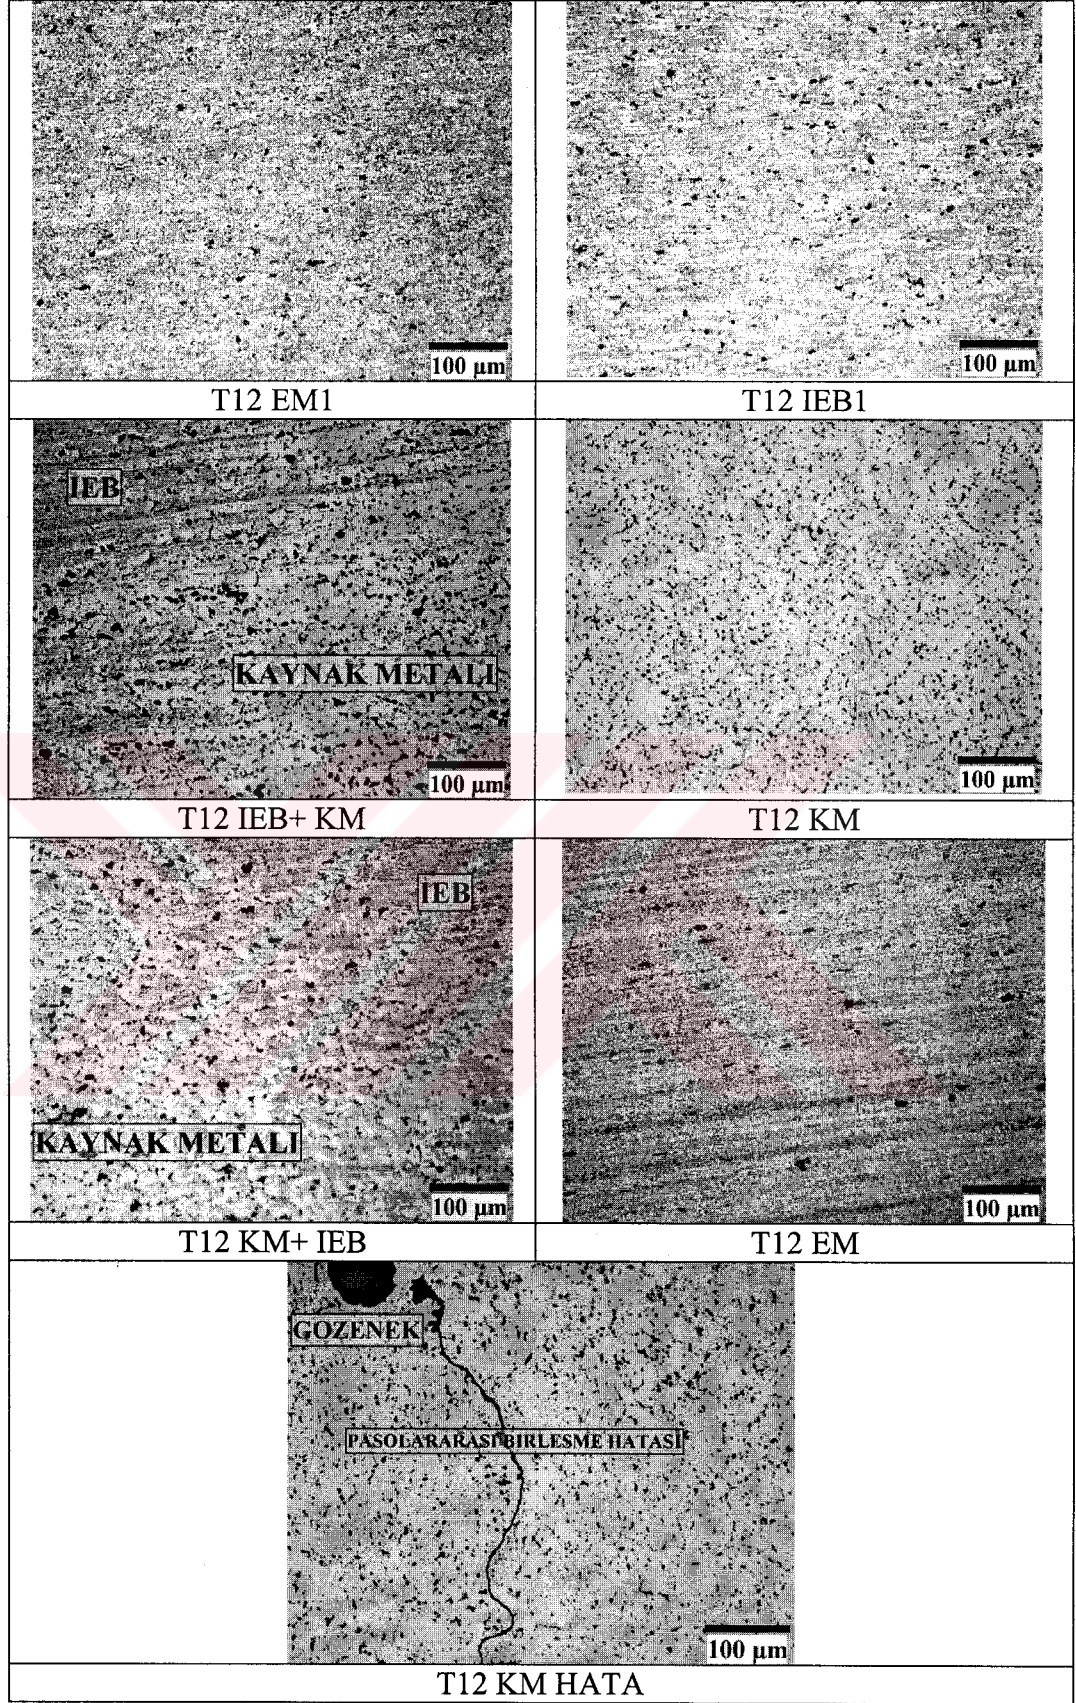 100 µm
100 µm
T12 EM1
T12 IEB1
IEB
KAYNAK METALI
100 µm
100 µm
T12 IEB+ KM
T12 KM
IEB
KAYNAK METALI
100 µm
100 µm
T12 KM+ IEB
T12 EM
GOZENEK
PASOLARARASI BIRLESME HATASI
100 µm
T12 KM HATA